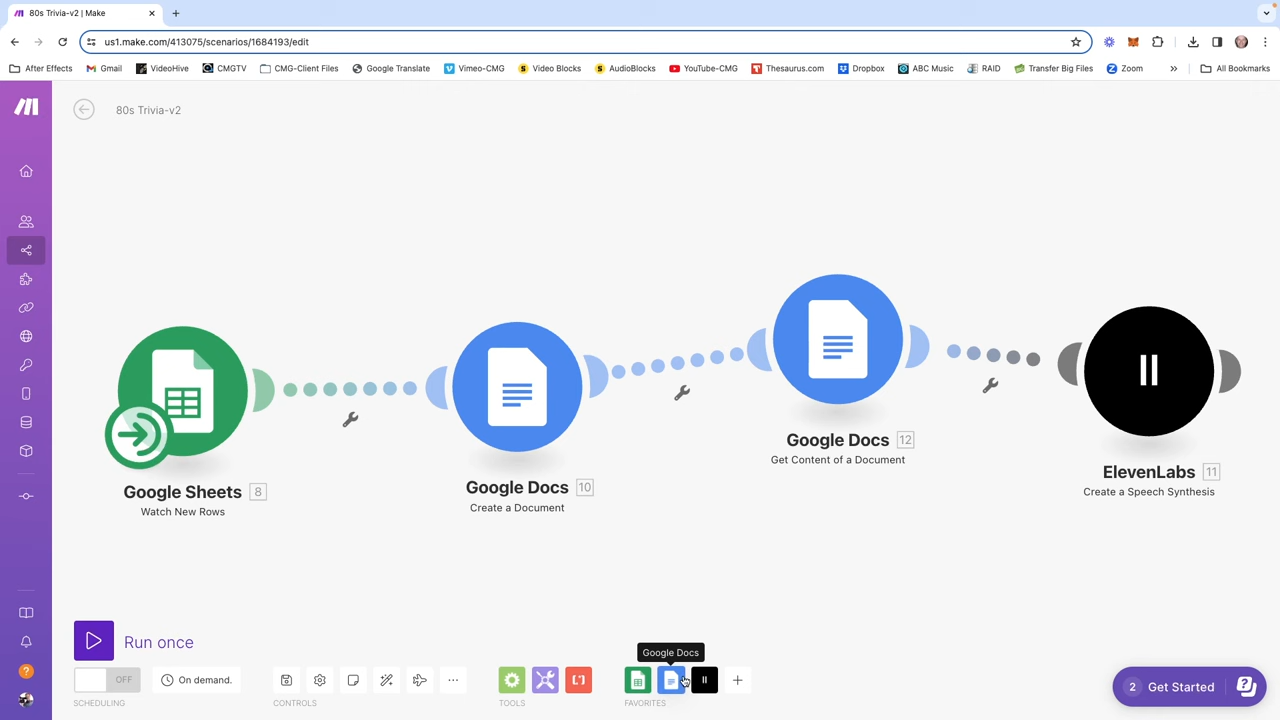 80s Trivia-v2 | Make
us1.make.com/413075/scenarios/1684193/edit
After Effects Gmail VideoHive CMGTV CMG-Client Files Google Translate Vimeo-CMG Video Blocks AudioBlocks YouTube-CMG Thesaurus.com Dropbox ABC Music RAID Transfer Big Files Zoom » All Bookmarks
80s Trivia-v2
Google Sheets 8
Watch New Rows
Google Docs 10
Create a Document
Google Docs 12
Get Content of a Document
ElevenLabs 11
Create a Speech Synthesis
Run once
Google Docs
OFF
On demand.
SCHEDULING
CONTROLS
TOOLS
FAVORITES
2 Get Started